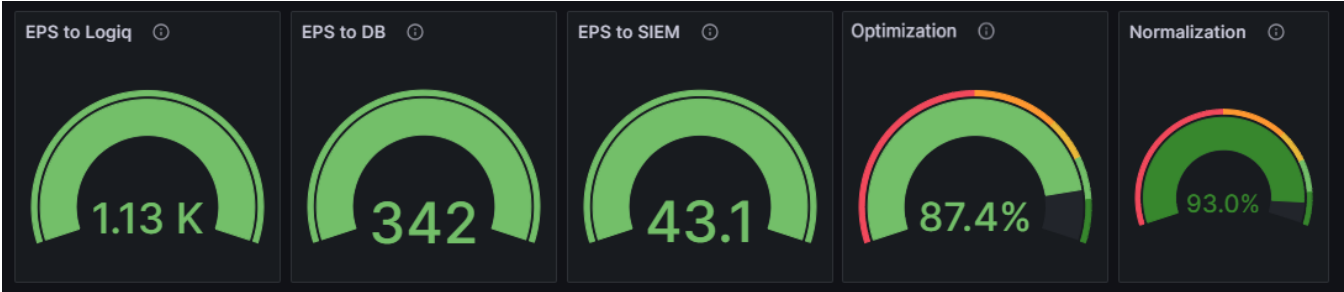 EPS to Logiq
EPS to DB
EPS to SIEM
Optimization
Normalization
1.13 K
342
43.1
87.4%
93.0%